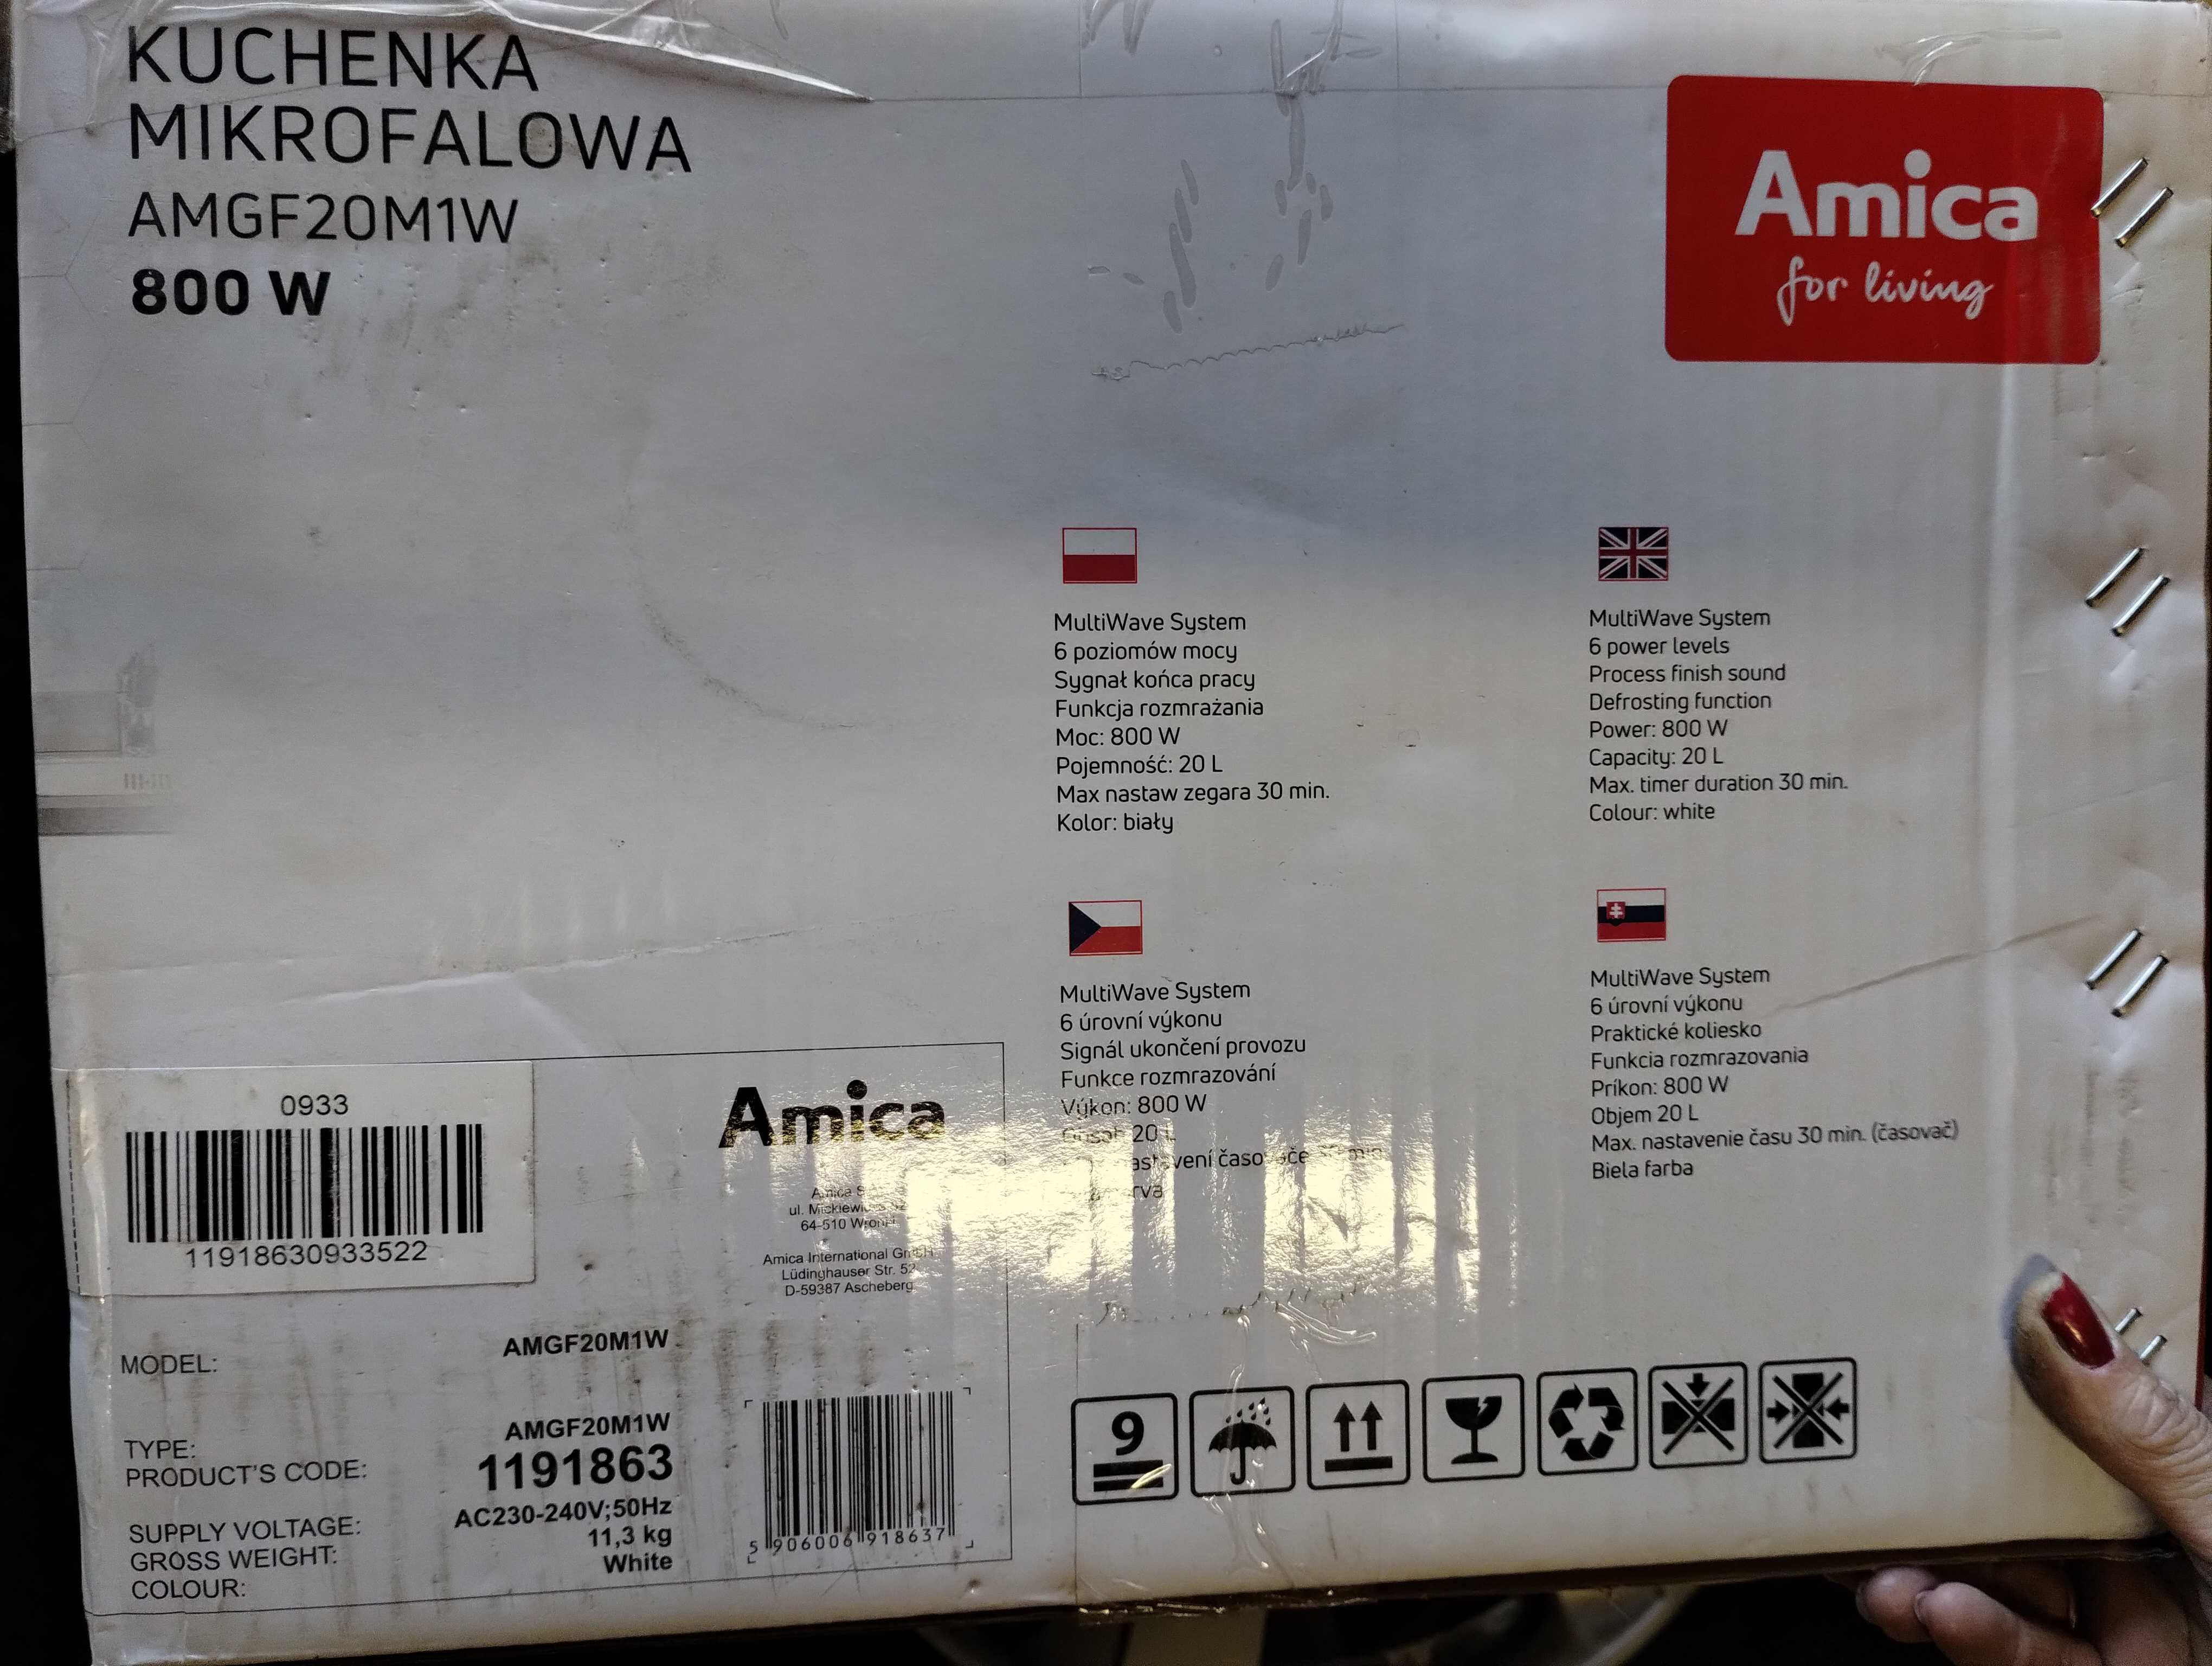 KUCHENKA
MIKROFALOWA
AMGF20M1W
800 W
Amica
for living
MultiWave System
6 poziomów mocy
Sygnał końca pracy
Funkcja rozmrażania
Moc: 800 W
Pojemność: 20 L
Max nastaw zegara 30 min.
Kolor: biały
MultiWave System
6 power levels
Process finish sound
Defrosting function
Power: 800 W
Capacity: 20 L
Max. timer duration 30 min.
Colour: white
MultiWave System
6 úrovní výkonu
Signál ukončení provozu
Funkce rozmrazování
Výkon: 800 W
20 L
MultiWave System
6 úrovní výkonu
Praktické koliesko
Funkcia rozmrazovania
Príkon: 800 W
Objem 20 L
Max. nastavenie času 30 min. (časovač)
Biela farba
0933
11918630933522
Amica
Amica
ul.
64-510
Amica International
Lüdinghauser Str. 52
D-59387 Ascheberg
MODEL: AMGF20M1W
TYPE: AMGF20M1W
PRODUCT'S CODE: 1191863
SUPPLY VOLTAGE: AC230-240V;50Hz
GROSS WEIGHT: 11,3 kg
COLOUR: White
5 906006 918637
9